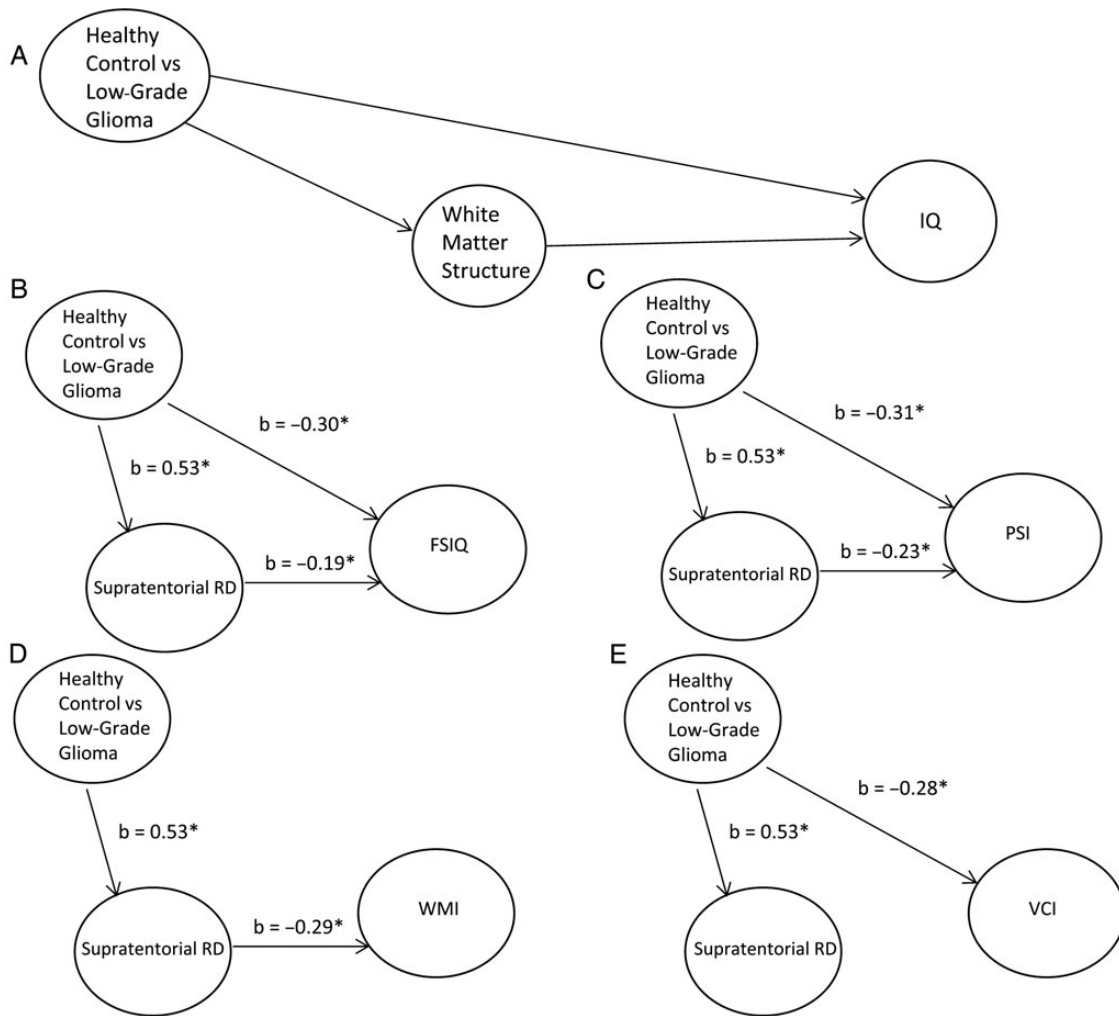 A
Healthy
Control vs
Low-Grade
Glioma
White
Matter
Structure
IQ
B
Healthy
Control vs
Low-Grade
Glioma
b = −0.30*
b = 0.53*
Supratentorial RD
b = −0.19*
FSIQ
C
Healthy
Control vs
Low-Grade
Glioma
b = −0.31*
b = 0.53*
Supratentorial RD
b = −0.23*
PSI
D
Healthy
Control vs
Low-Grade
Glioma
b = 0.53*
Supratentorial RD
b = −0.29*
WMI
E
Healthy
Control vs
Low-Grade
Glioma
b = −0.28*
b = 0.53*
Supratentorial RD
VCI